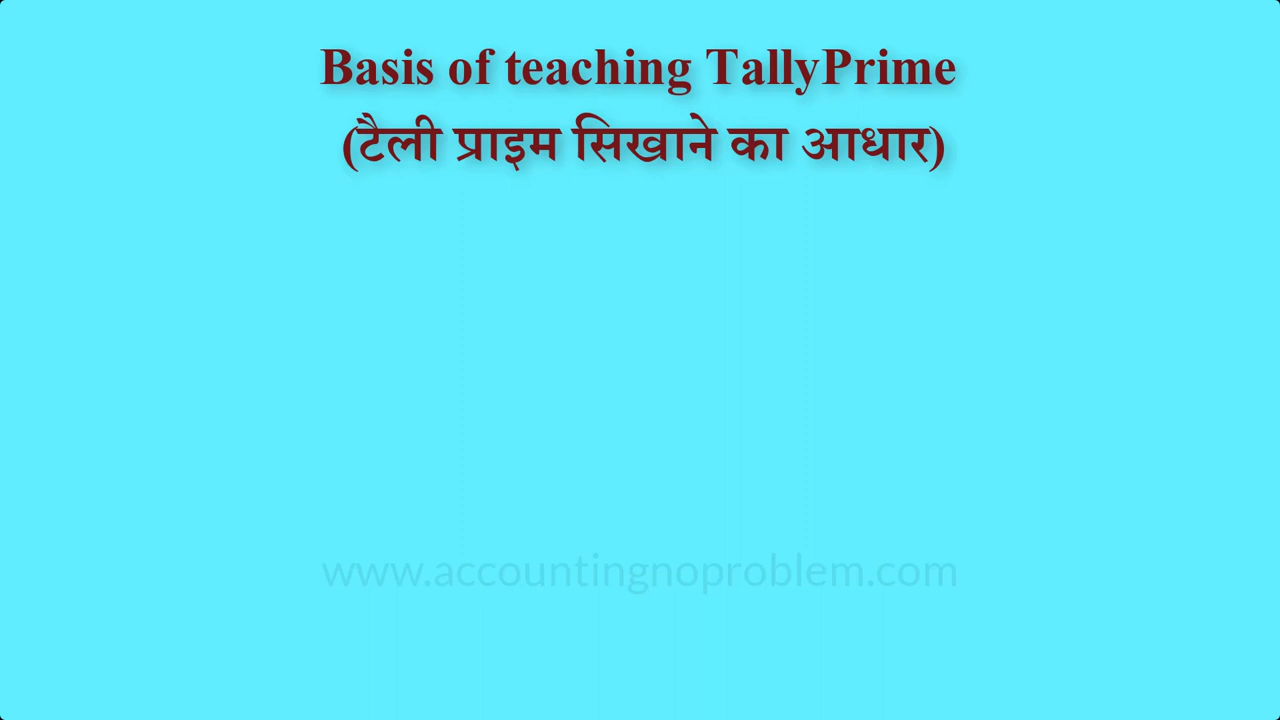 Basis of teaching TallyPrime
(टैली प्राइम सिखाने का आधार)
www.accountingnoproblem.com